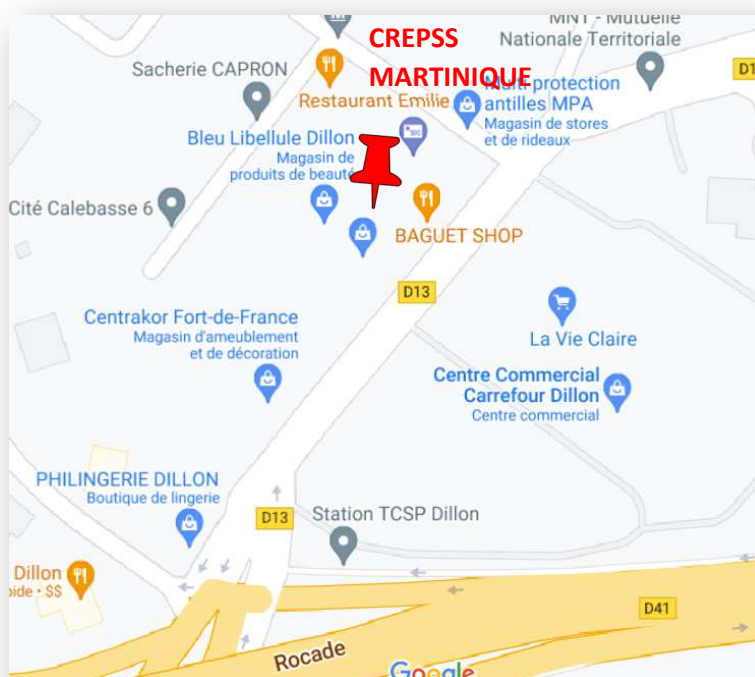 CREPSS
MARTINIQUE
MNT - Mutuelle
Nationale Territoriale
Sacherie CAPRON
Restaurant Emilie
Multi protection
antilles MPA
Magasin de stores
et de rideaux
Bleu Libellule Dillon
Magasin de
produits de beauté
Cité Calebasse 6
BAGUET SHOP
D13
Centrakor Fort-de-France
Magasin d'ameublement
et de décoration
La Vie Claire
Centre Commercial
Carrefour Dillon
Centre commercial
PHILINGERIE DILLON
Boutique de lingerie
D13
Station TCSP Dillon
Dillon
$$
D41
Rocade
Google